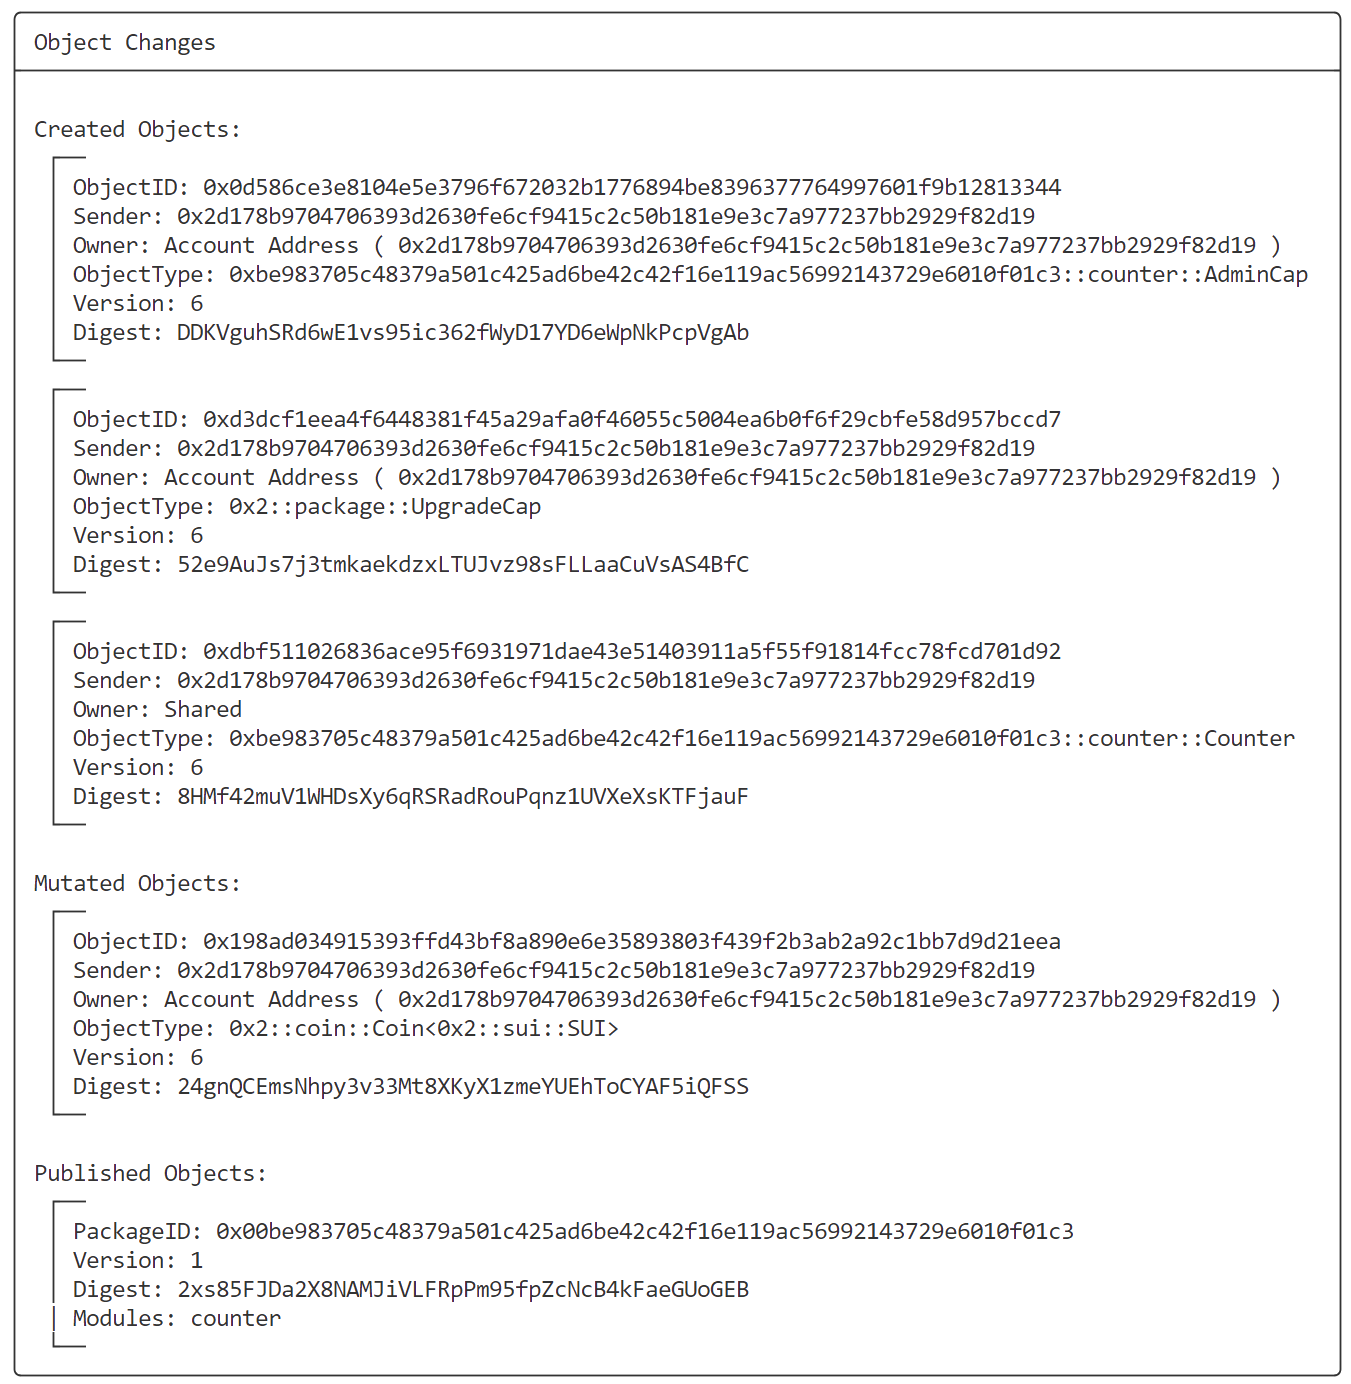 Object Changes
Created Objects:
ObjectID: 0x0d586ce3e8104e5e3796f672032b1776894be8396377764997601f9b12813344
Sender: 0x2d178b9704706393d2630fe6cf9415c2c50b181e9e3c7a977237bb2929f82d19
Owner: Account Address ( 0x2d178b9704706393d2630fe6cf9415c2c50b181e9e3c7a977237bb2929f82d19 )
ObjectType: 0xbe983705c48379a501c425ad6be42c42f16e119ac56992143729e6010f01c3::counter::AdminCap
Version: 6
Digest: DDKVguhSRd6wE1vs95ic362fWyD17YD6eWpNkPcpVgAb
ObjectID: 0xd3dcf1eea4f6448381f45a29afa0f46055c5004ea6b0f6f29cbfe58d957bccd7
Sender: 0x2d178b9704706393d2630fe6cf9415c2c50b181e9e3c7a977237bb2929f82d19
Owner: Account Address ( 0x2d178b9704706393d2630fe6cf9415c2c50b181e9e3c7a977237bb2929f82d19 )
ObjectType: 0x2::package::UpgradeCap
Version: 6
Digest: 52e9AuJs7j3tmkaekdzxLTUJvz98sFLLaaCuVsAS4BfC
ObjectID: 0xdbf511026836ace95f6931971dae43e51403911a5f55f91814fcc78fcd701d92
Sender: 0x2d178b9704706393d2630fe6cf9415c2c50b181e9e3c7a977237bb2929f82d19
Owner: Shared
ObjectType: 0xbe983705c48379a501c425ad6be42c42f16e119ac56992143729e6010f01c3::counter::Counter
Version: 6
Digest: 8HMf42muV1WHDsXy6qRSRadRouPqnz1UVXeXsKTFjauF
Mutated Objects:
ObjectID: 0x198ad034915393ffd43bf8a890e6e35893803f439f2b3ab2a92c1bb7d9d21eea
Sender: 0x2d178b9704706393d2630fe6cf9415c2c50b181e9e3c7a977237bb2929f82d19
Owner: Account Address ( 0x2d178b9704706393d2630fe6cf9415c2c50b181e9e3c7a977237bb2929f82d19 )
ObjectType: 0x2::coin::Coin<0x2::sui::SUI>
Version: 6
Digest: 24gnQCEmsNhpy3v33Mt8XKyX1zmeYUEhToCYAF5iQFSS
Published Objects:
PackageID: 0x00be983705c48379a501c425ad6be42c42f16e119ac56992143729e6010f01c3
Version: 1
Digest: 2xs85FJDa2X8NAMJiVLFRpPm95fpZcNcB4kFaeGUoGEB
Modules: counter